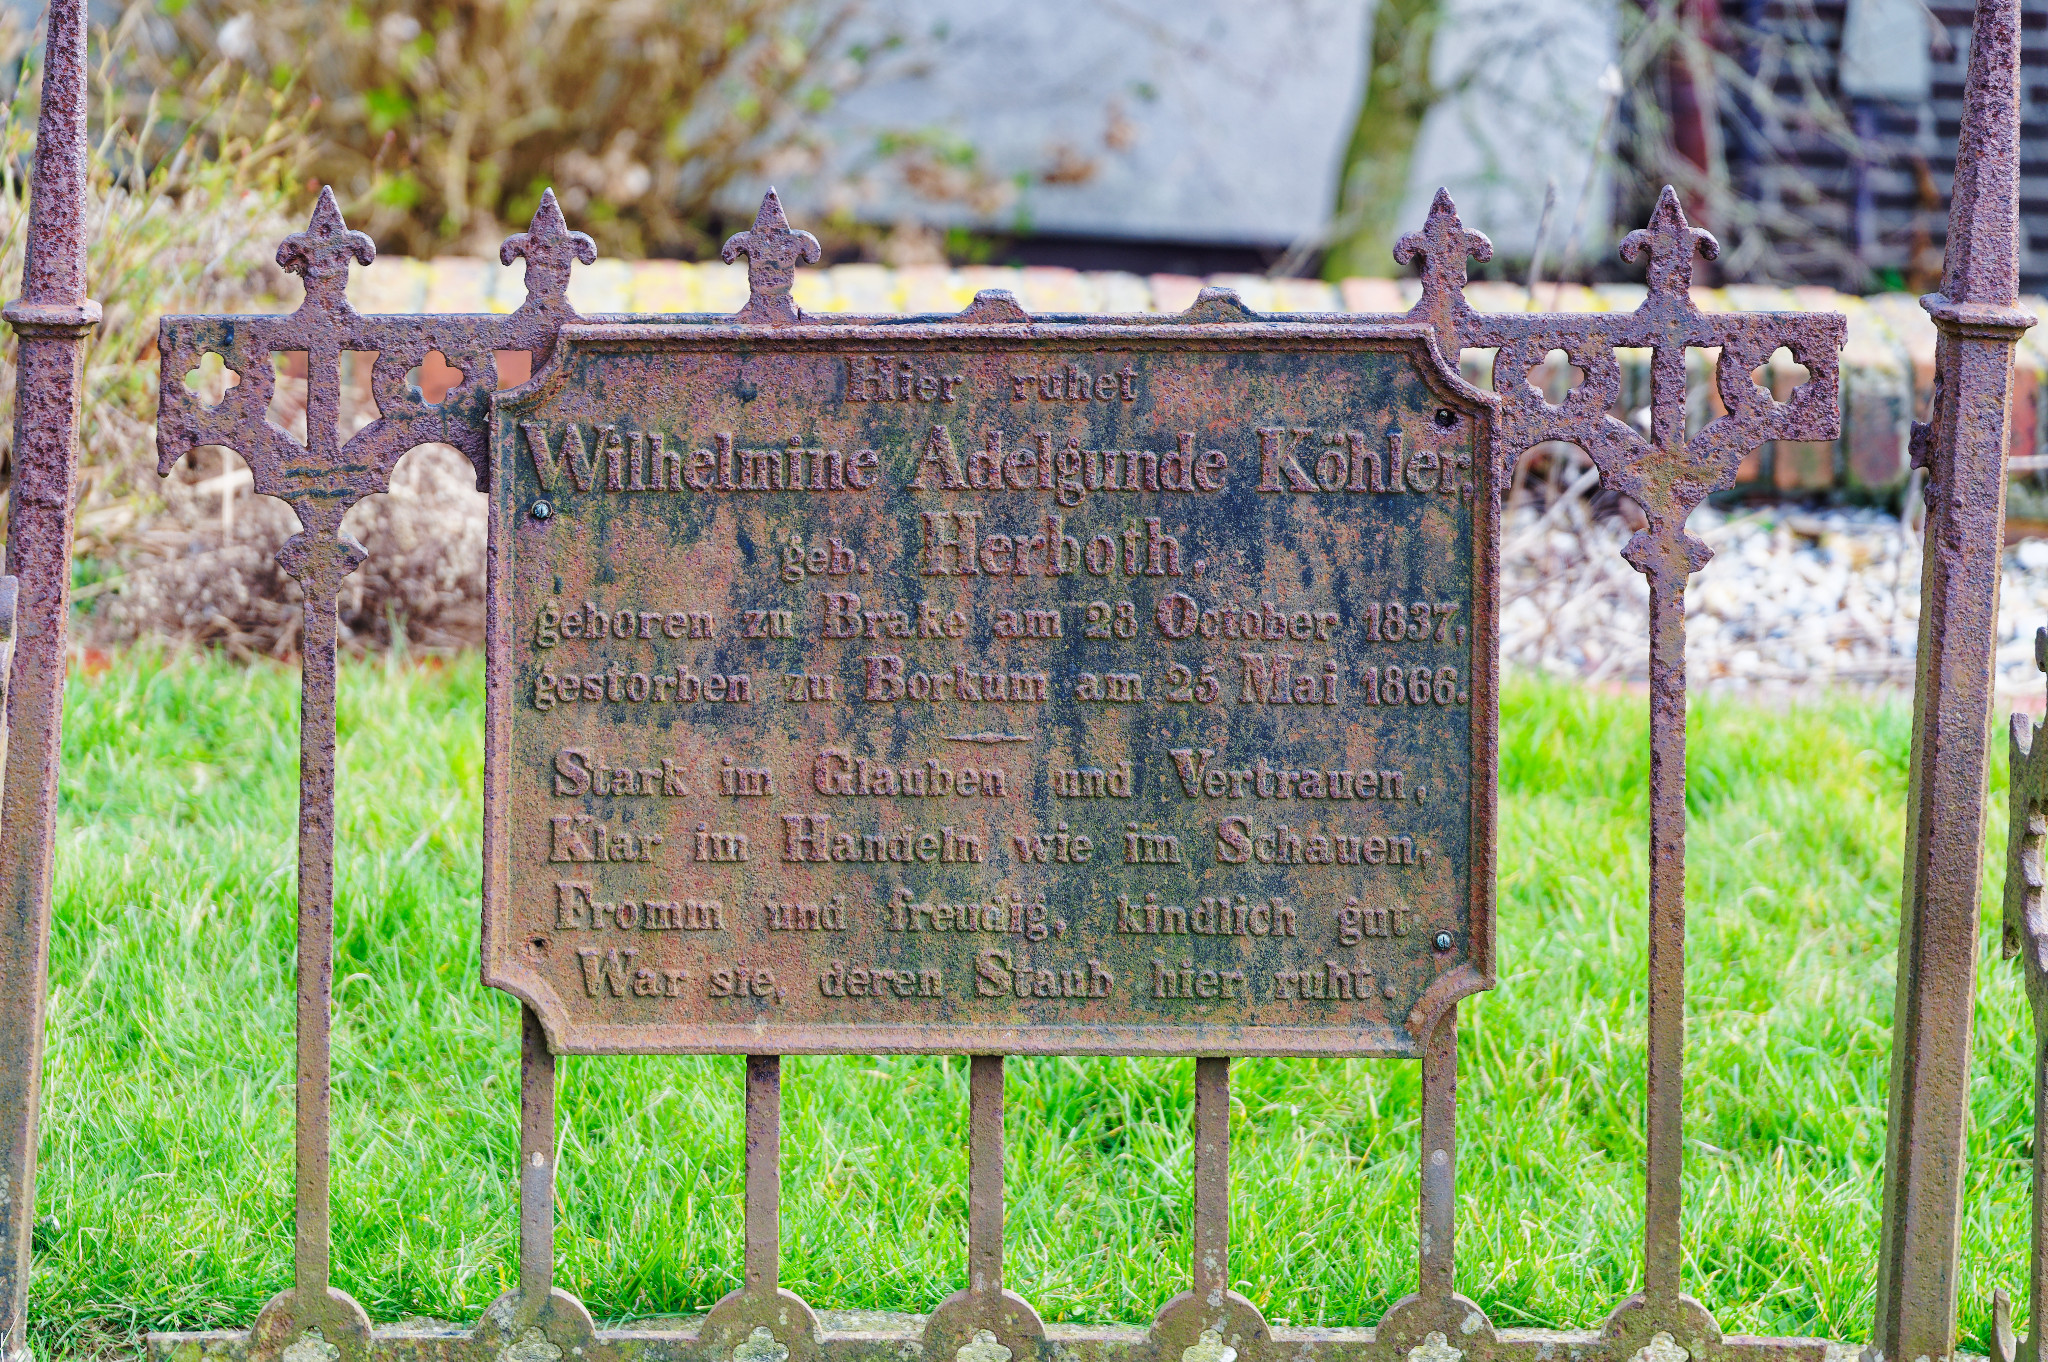 Hier ruhet
Wilhelmine Adelgunde Köhler,
geb. Herboth,
geboren zu Brake am 28 October 1837,
gestorben zu Borkum am 25 Mai 1866.
Stark im Glauben und Vertrauen,
Klar im Handeln wie im Schauen,
Fromm und freudig, kindlich gut
War sie, deren Staub hier ruht.